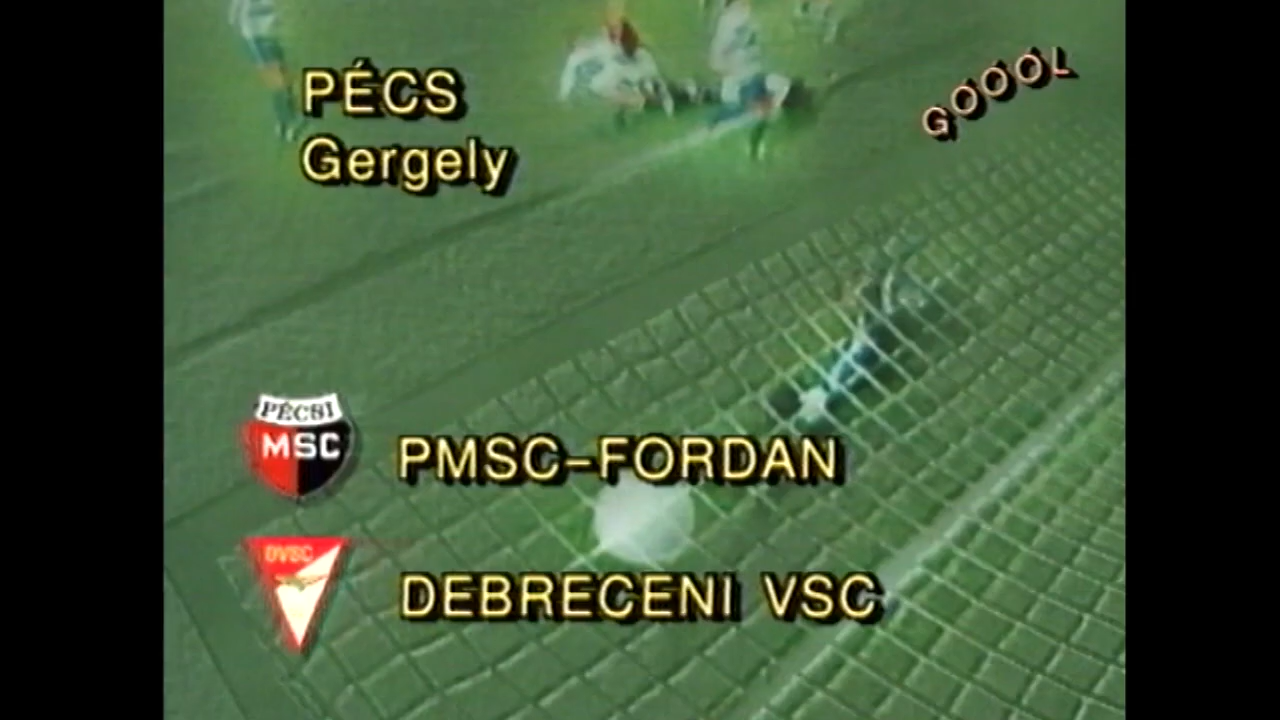 PÉCS
Gergely
GOOOL
PÉCSI
MSC
PMSC-FORDAN
DVSC
DEBRECENI VSC